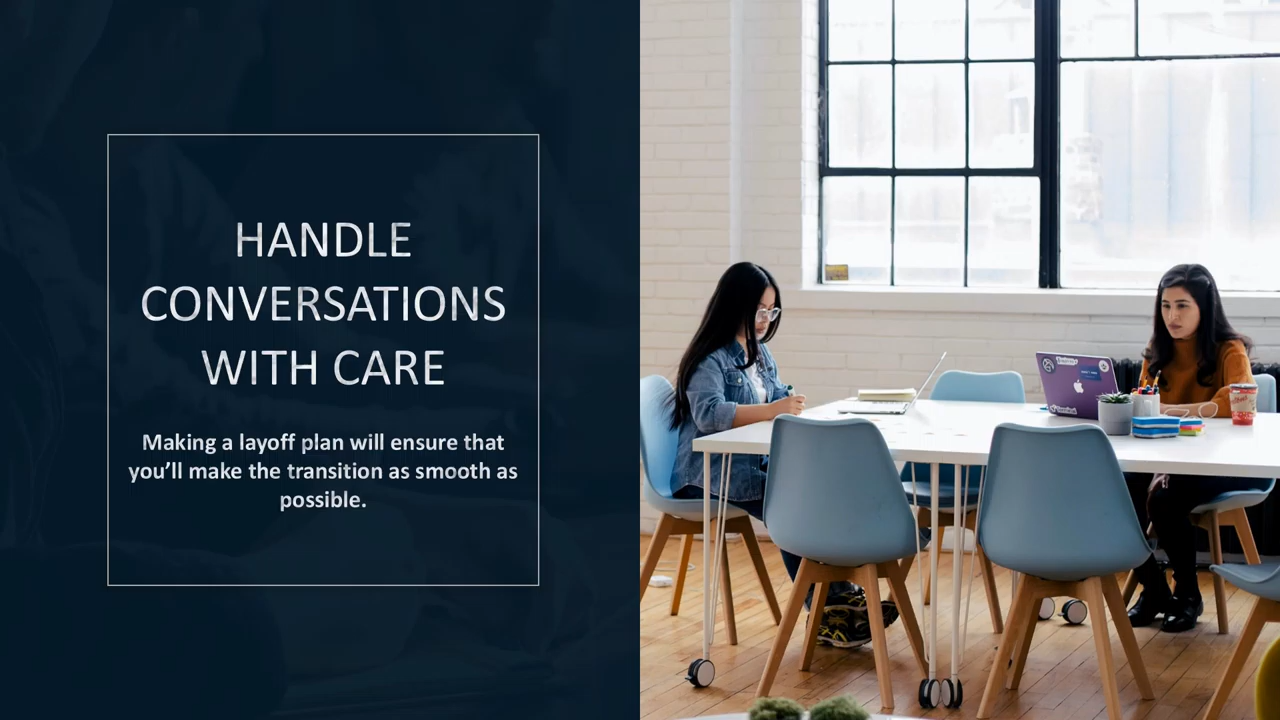 HANDLE
CONVERSATIONS
WITH CARE
Making a layoff plan will ensure that
you’ll make the transition as smooth as
possible.